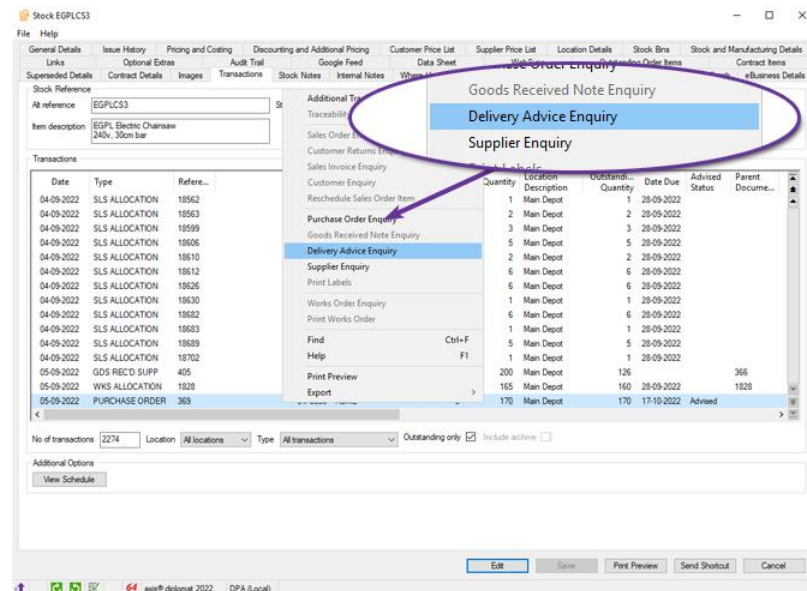 Stock EGPLCS3
File Help
General Details Issue History Pricing and Costing Discounting and Additional Pricing Customer Price List Supplier Price List Location Details Stock Bins Stock and Manufacturing Details
Links Optional Extras Audit Trail Google Feed Data Sheet Outstanding Order Items Contract Items
Superseded Details Contract Details Images Transactions Stock Notes Internal Notes eBusiness Details
Stock Reference
Alt reference EGPLCS3
Item description EGPL Electric Chainsaw
240v, 30cm bar
Purchase Order Enquiry
Goods Received Note Enquiry
Delivery Advice Enquiry
Supplier Enquiry
Print Labels
Additional
Traceability
Sales Order
Customer Returns
Sales Invoice Enquiry
Customer Enquiry
Reschedule Sales Order Item
Purchase Order Enquiry
Goods Received Note Enquiry
Delivery Advice Enquiry
Supplier Enquiry
Print Labels
Works Order Enquiry
Print Works Order
Find Ctrl+F
Help F1
Print Preview
Export >
Transactions
Date Type Refere... Quantity Location Description Outstandi... Quantity Date Due Advised Status Parent Docume...
04-09-2022 SLS ALLOCATION 18562 1 Main Depot 1 28-09-2022
04-09-2022 SLS ALLOCATION 18563 2 Main Depot 2 28-09-2022
04-09-2022 SLS ALLOCATION 18599 3 Main Depot 3 28-09-2022
04-09-2022 SLS ALLOCATION 18606 5 Main Depot 5 28-09-2022
04-09-2022 SLS ALLOCATION 18610 2 Main Depot 2 28-09-2022
04-09-2022 SLS ALLOCATION 18612 6 Main Depot 6 28-09-2022
04-09-2022 SLS ALLOCATION 18626 6 Main Depot 6 28-09-2022
04-09-2022 SLS ALLOCATION 18630 1 Main Depot 1 28-09-2022
04-09-2022 SLS ALLOCATION 18682 6 Main Depot 6 28-09-2022
04-09-2022 SLS ALLOCATION 18683 1 Main Depot 1 28-09-2022
04-09-2022 SLS ALLOCATION 18689 5 Main Depot 5 28-09-2022
04-09-2022 SLS ALLOCATION 18702 1 Main Depot 1 28-09-2022
05-09-2022 GDS REC'D SUPP 405 200 Main Depot 126 366
05-09-2022 WKS ALLOCATION 1828 165 Main Depot 160 28-09-2022 1828
05-09-2022 PURCHASE ORDER 369 170 Main Depot 170 17-10-2022 Advised
No of transactions 2274 Location All locations Type All transactions Outstanding only Include archive
Additional Options
View Schedule
Edit Save Print Preview Send Shortcut Cancel
64 axis® diplomat 2022 DPA (Local)